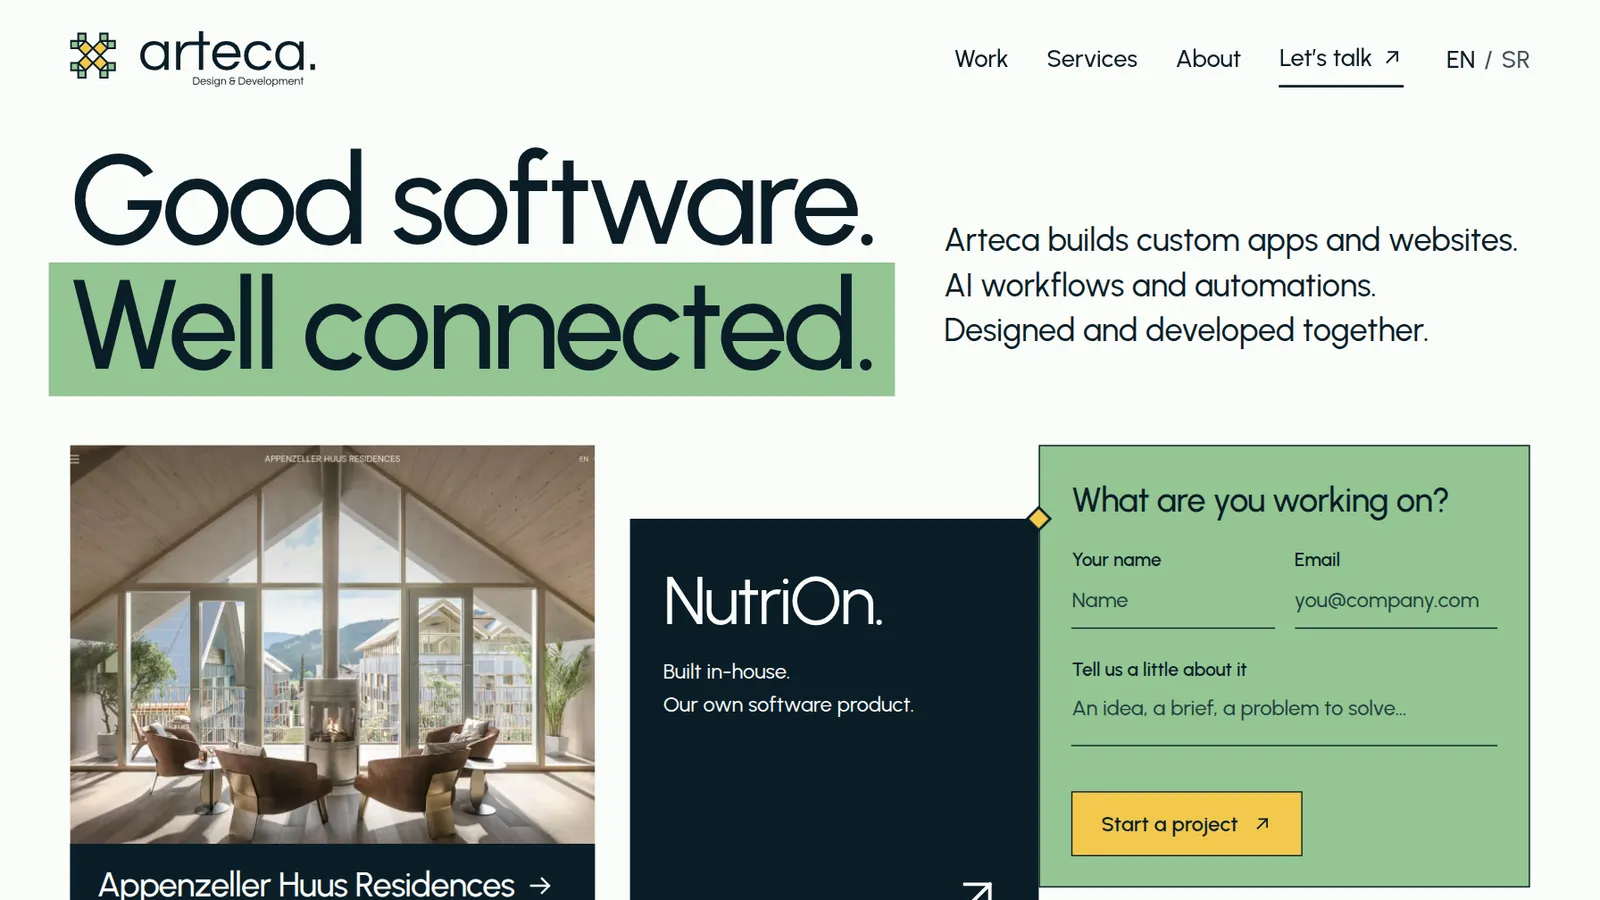 arteca.
Design & Development
Work
Services
About
Let's talk
EN / SR
Good software.
Well connected.
Arteca builds custom apps and websites.
AI workflows and automations.
Designed and developed together.
APPENZELLER HUUS RESIDENCES
EN
Appenzeller Huus Residences →
NutriOn.
Built in-house.
Our own software product.
What are you working on?
Your name
Name
Email
you@company.com
Tell us a little about it
An idea, a brief, a problem to solve...
Start a project